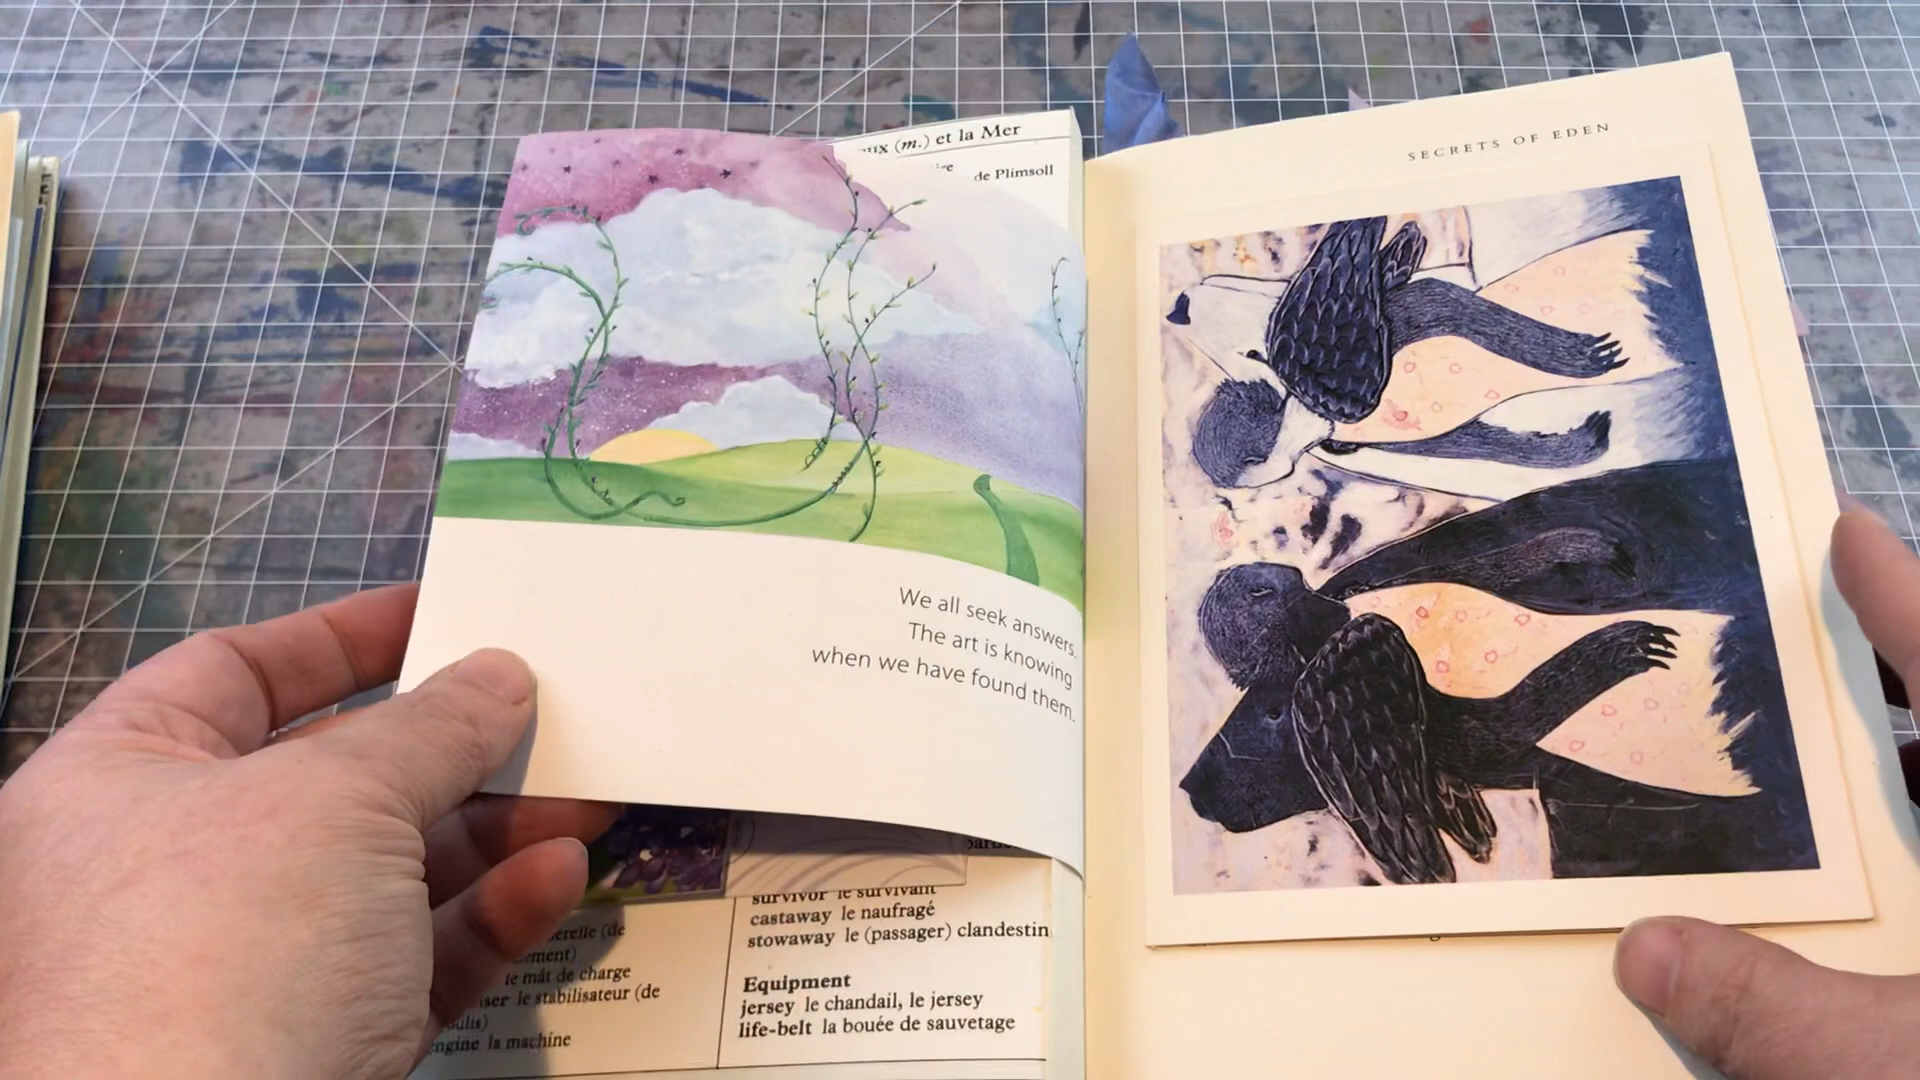 (m.) et la Mer
de Plimsoll
We all seek answers.
The art is knowing
when we have found them.
survivor le survivant
castaway le naufragé
stowaway le (passager) clandestin
Equipment
jersey le chandail, le jersey
life-belt la bouée de sauvetage
(de
le mât de charge
le stabilisateur (de
engine la machine
SECRETS OF EDEN